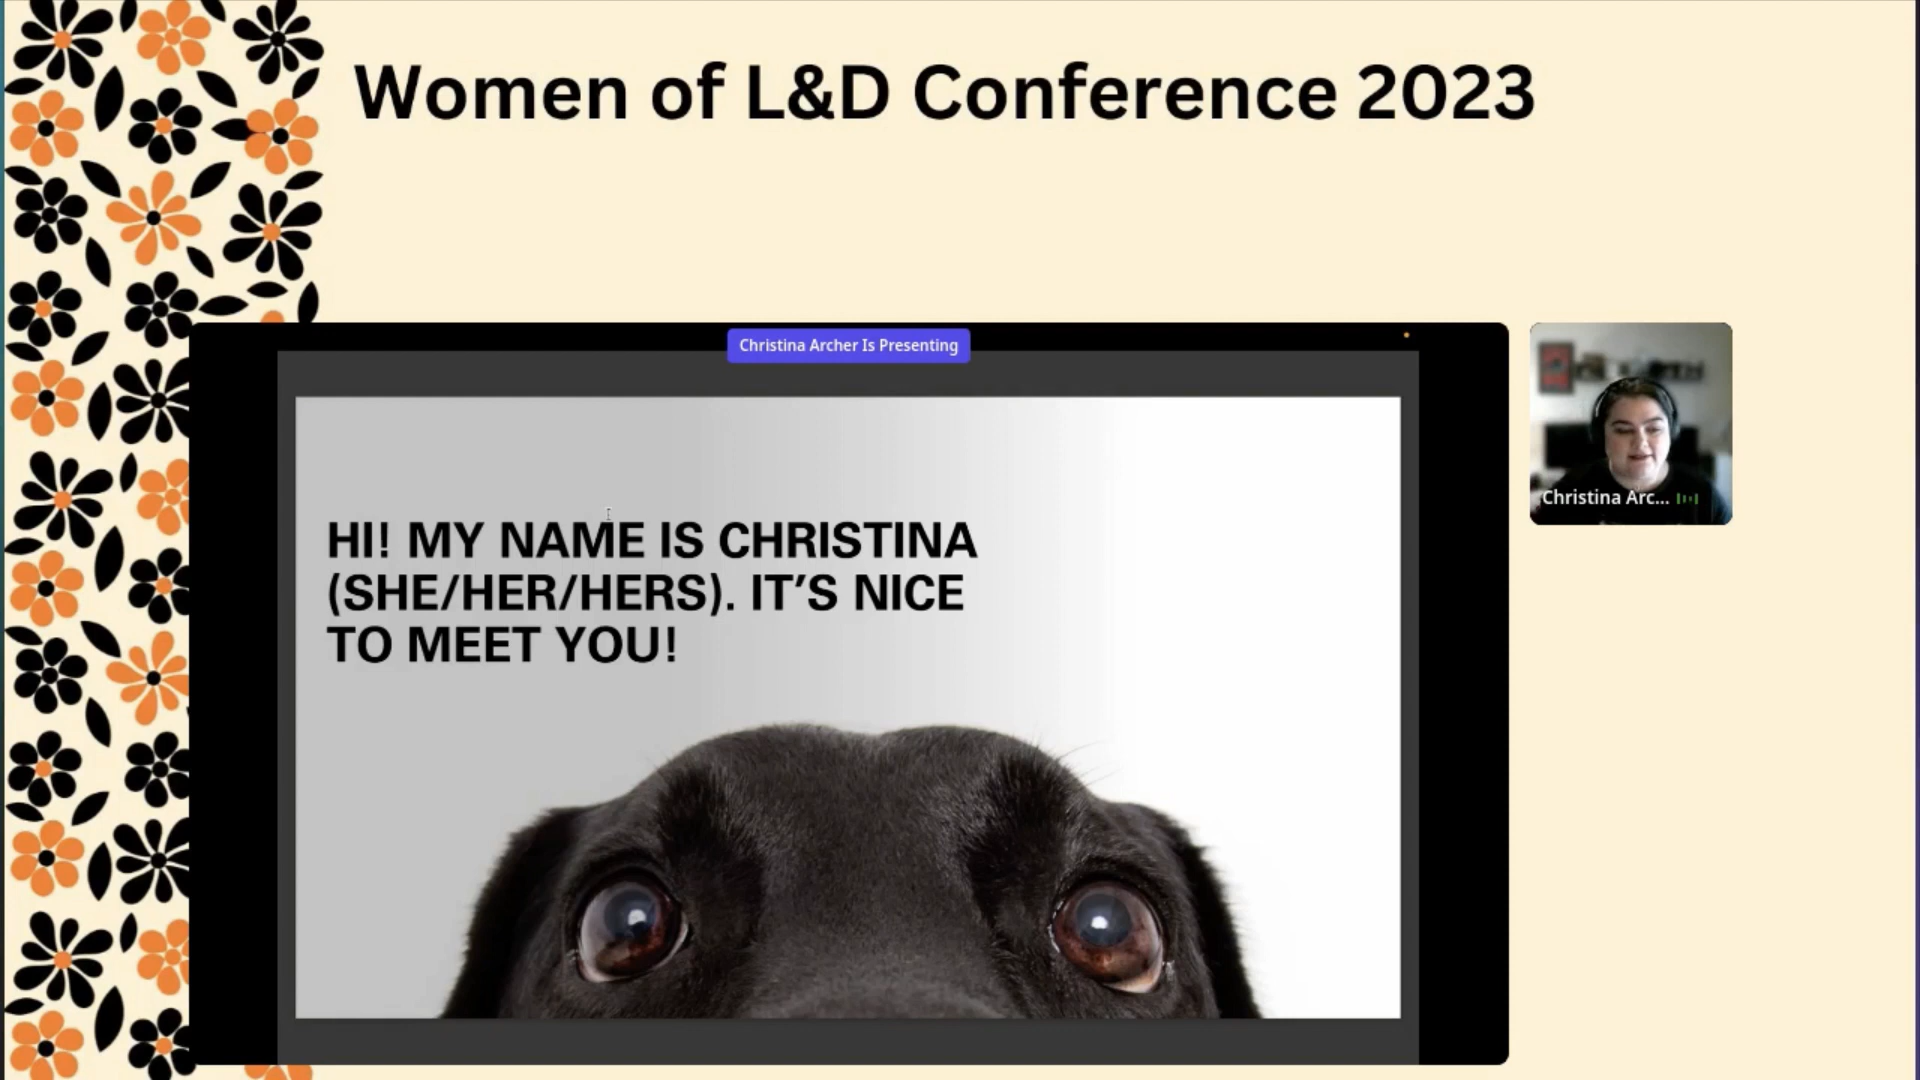 Women of L&D Conference 2023
Christina Archer Is Presenting
HI! MY NAME IS CHRISTINA
(SHE/HER/HERS). IT’S NICE
TO MEET YOU!
Christina Arc...